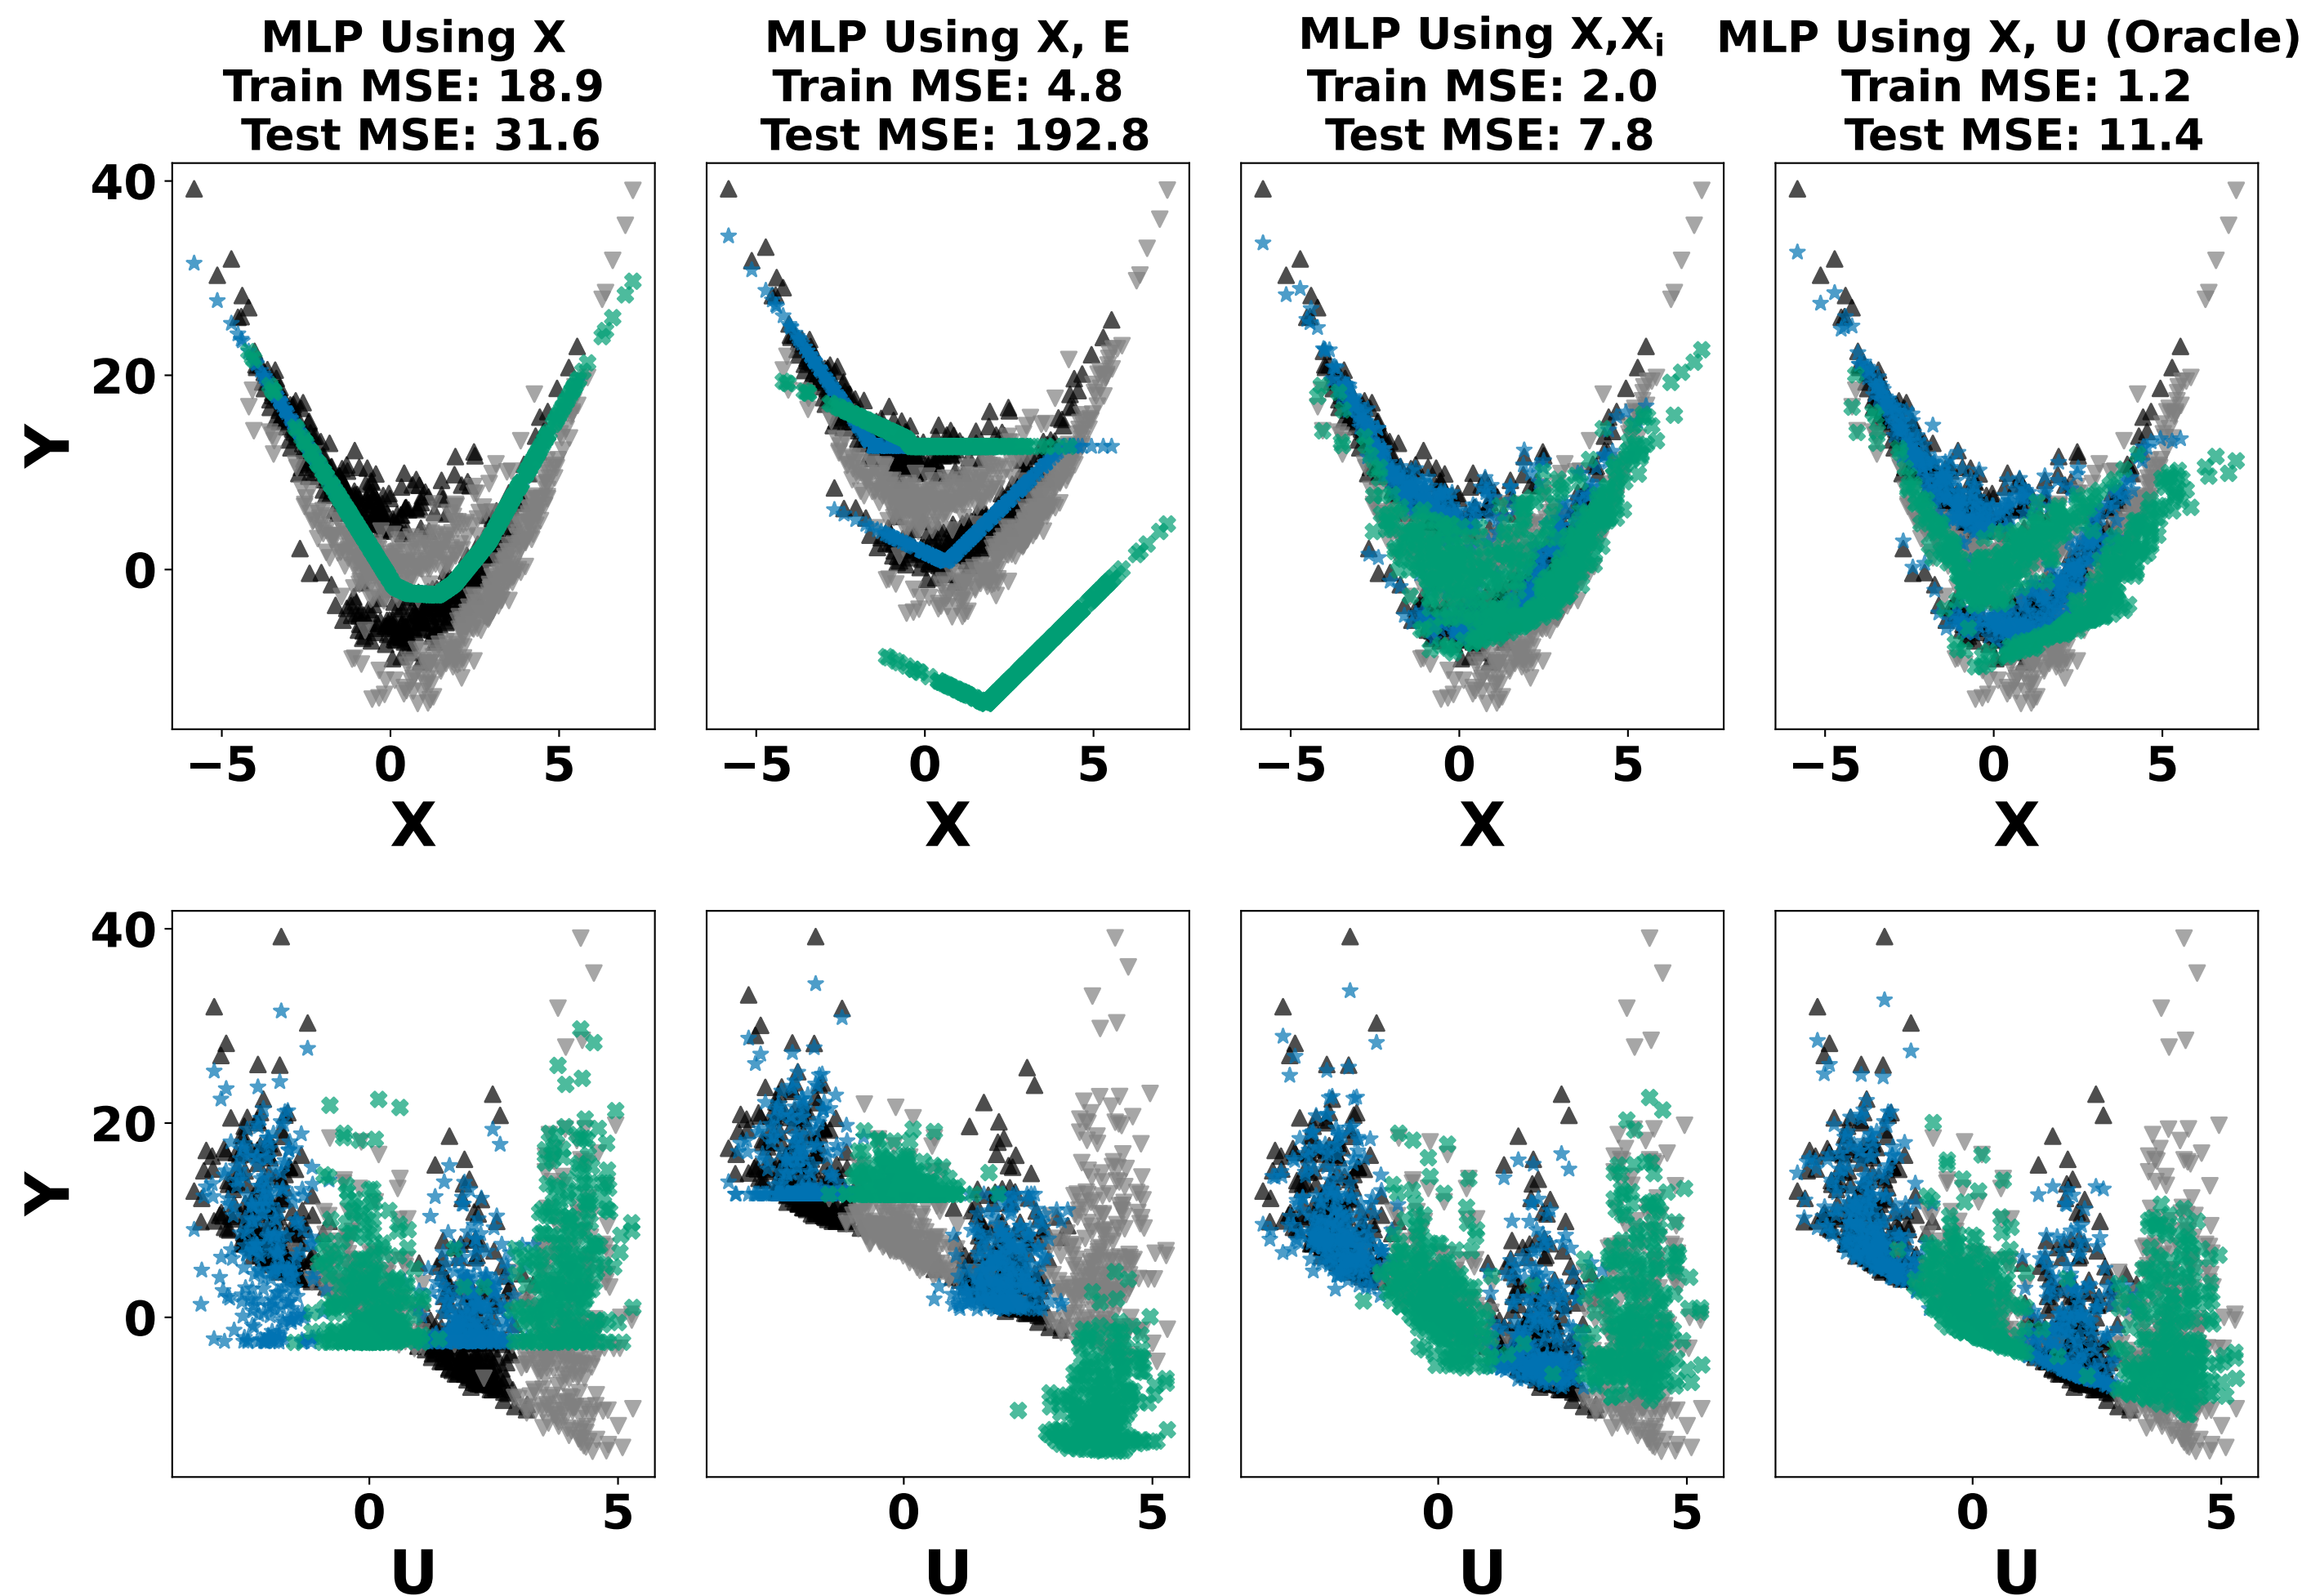 MLP Using X
Train MSE: 18.9
Test MSE: 31.6
MLP Using X, E
Train MSE: 4.8
Test MSE: 192.8
MLP Using X,Xi
Train MSE: 2.0
Test MSE: 7.8
MLP Using X, U (Oracle)
Train MSE: 1.2
Test MSE: 11.4
40
20
0
Y
−5 0 5
X
−5 0 5
X
−5 0 5
X
−5 0 5
X
40
20
0
Y
0 5
U
0 5
U
0 5
U
0 5
U